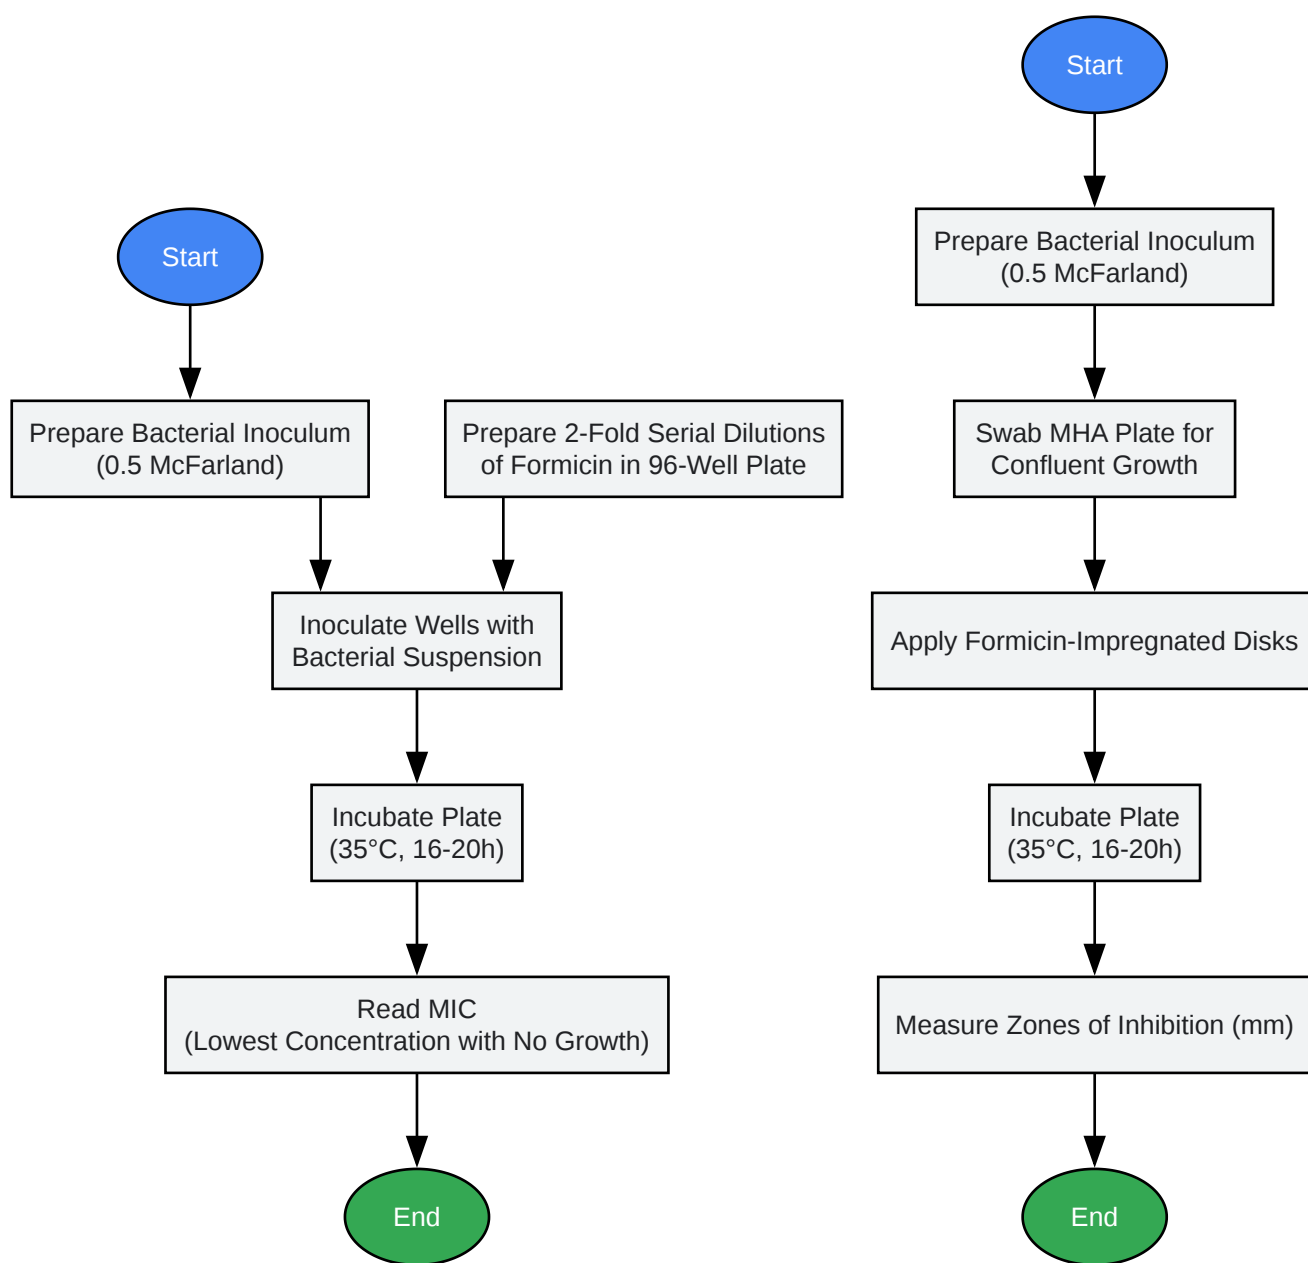 Start
Prepare Bacterial Inoculum
(0.5 McFarland)
Prepare 2-Fold Serial Dilutions
of Formicin in 96-Well Plate
Inoculate Wells with
Bacterial Suspension
Incubate Plate
(35°C, 16-20h)
Read MIC
(Lowest Concentration with No Growth)
End
Start
Prepare Bacterial Inoculum
(0.5 McFarland)
Swab MHA Plate for
Confluent Growth
Apply Formicin-Impregnated Disks
Incubate Plate
(35°C, 16-20h)
Measure Zones of Inhibition (mm)
End